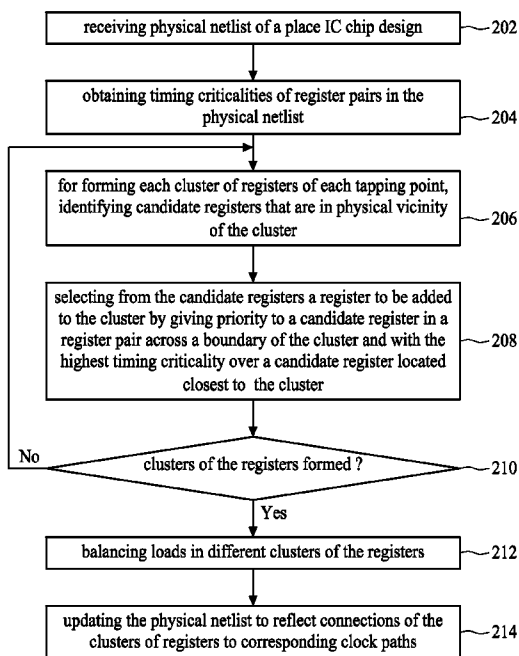 receiving physical netlist of a place IC chip design
202
obtaining timing criticalities of register pairs in the
physical netlist
204
for forming each cluster of registers of each tapping point,
identifying candidate registers that are in physical vicinity
of the cluster
206
selecting from the candidate registers a register to be added
to the cluster by giving priority to a candidate register in a
register pair across a boundary of the cluster and with the
highest timing criticality over a candidate register located
closest to the cluster
208
No
clusters of the registers formed ?
210
Yes
balancing loads in different clusters of the registers
212
updating the physical netlist to reflect connections of the
clusters of registers to corresponding clock paths
214